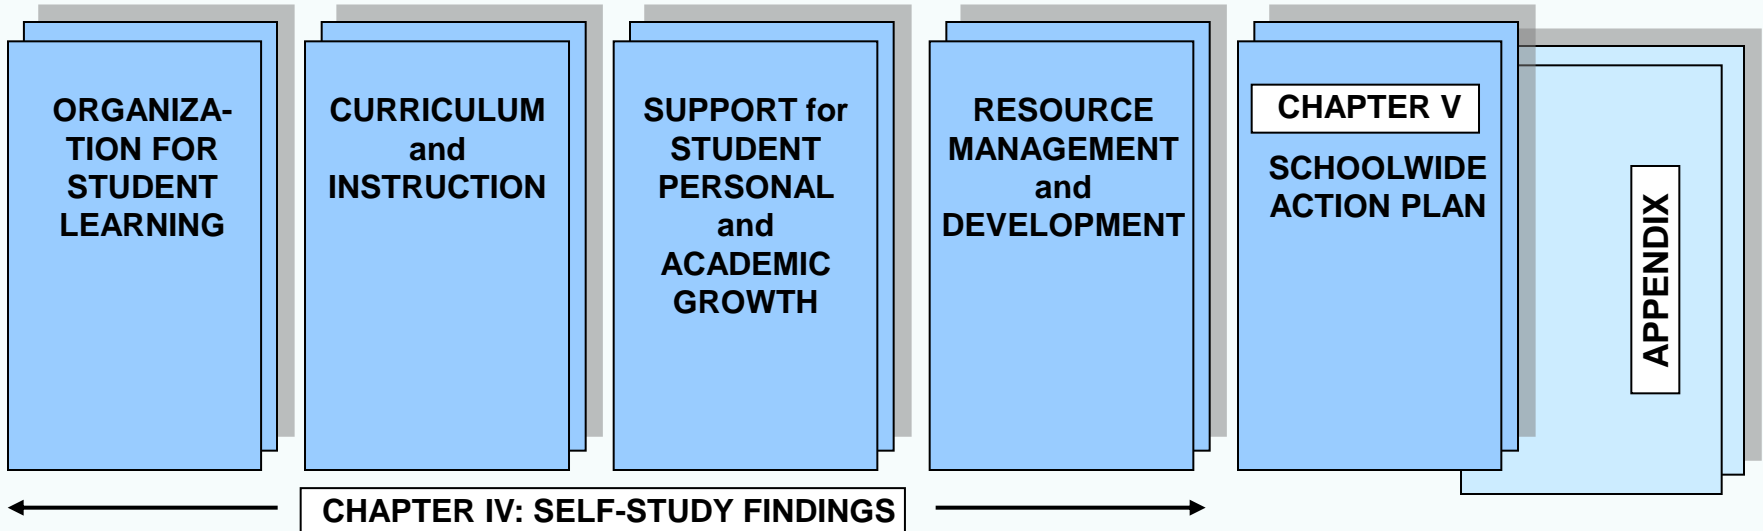 ORGANIZA-
TION FOR
STUDENT
LEARNING
CURRICULUM
and
INSTRUCTION
SUPPORT for
STUDENT
PERSONAL
and
ACADEMIC
GROWTH
RESOURCE
MANAGEMENT
and
DEVELOPMENT
CHAPTER V
SCHOOLWIDE
ACTION PLAN
APPENDIX
CHAPTER IV: SELF-STUDY FINDINGS